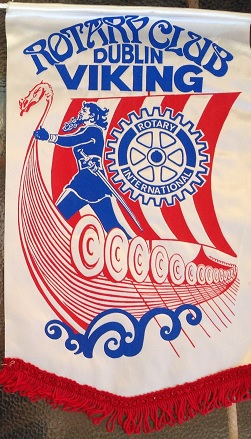 ROTARY CLUB
DUBLIN
VIKING
ROTARY
INTERNATIONAL